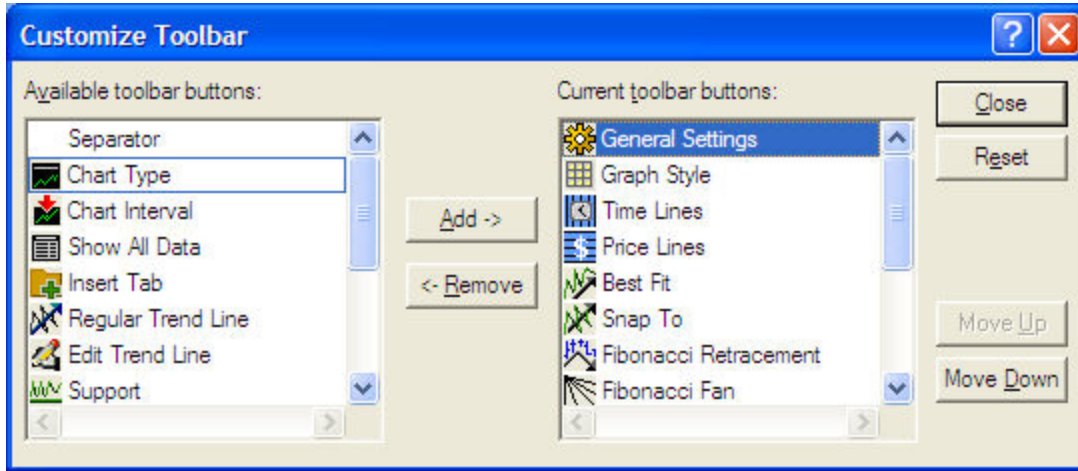 Customize Toolbar
Available toolbar buttons:
Separator
Chart Type
Chart Interval
Show All Data
Insert Tab
Regular Trend Line
Edit Trend Line
Support
Add ->
<- Remove
Current toolbar buttons:
General Settings
Graph Style
Time Lines
Price Lines
Best Fit
Snap To
Fibonacci Retracement
Fibonacci Fan
Close
Reset
Move Up
Move Down